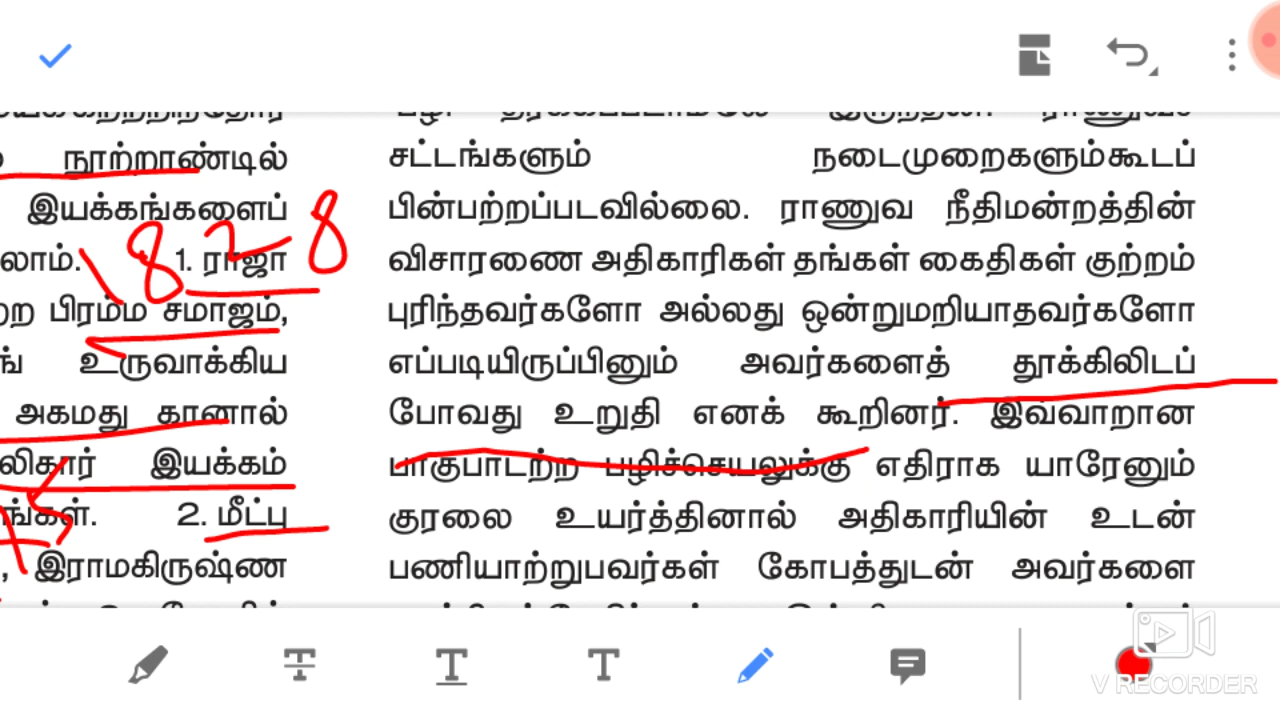 நூற்றாண்டில்
இயக்கங்களைப்
1. ராஜா
பிரம்ம சமாஜம்,
உருவாக்கிய
அகமது கானால்
இயக்கம்
2. மீட்பு
இராமகிருஷ்ண
1828
75
சட்டங்களும் நடைமுறைகளும்கூடப்
பின்பற்றப்படவில்லை. ராணுவ நீதிமன்றத்தின்
விசாரணை அதிகாரிகள் தங்கள் கைதிகள் குற்றம்
புரிந்தவர்களோ அல்லது ஒன்றுமறியாதவர்களோ
எப்படியிருப்பினும் அவர்களைத் தூக்கிலிடப்
போவது உறுதி எனக் கூறினர். இவ்வாறான
பாகுபாடற்ற பழிச்செயலுக்கு எதிராக யாரேனும்
குரலை உயர்த்தினால் அதிகாரியின் உடன்
பணியாற்றுபவர்கள் கோபத்துடன் அவர்களை
V RECORDER